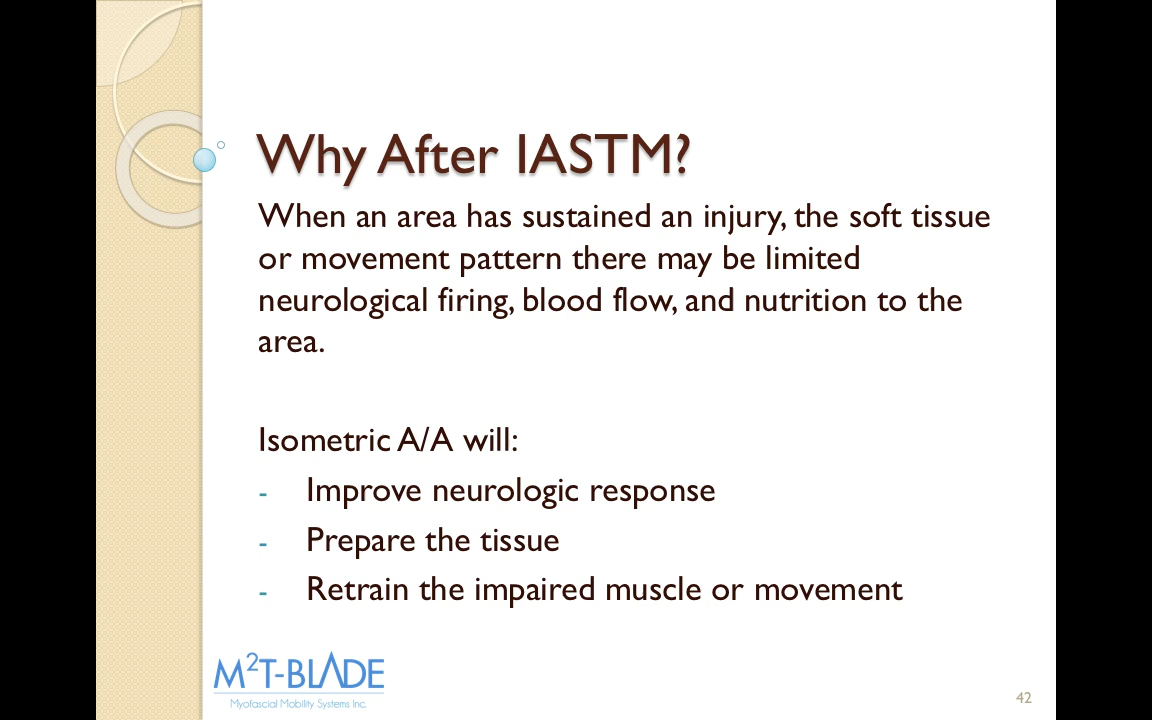 Why After IASTM?
When an area has sustained an injury, the soft tissue
or movement pattern there may be limited
neurological firing, blood flow, and nutrition to the
area.
Isometric A/A will:
- Improve neurologic response
- Prepare the tissue
- Retrain the impaired muscle or movement
M²T-BLADE
Myofascial Mobility Systems Inc.
42